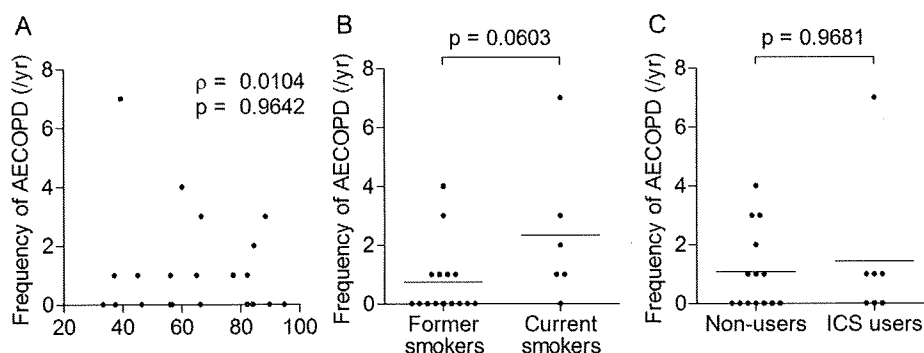 A
Frequency of AECOPD (/yr)
8
6
4
2
0
20
40
60
80
100
ρ = 0.0104
p = 0.9642
B
p = 0.0603
Frequency of AECOPD (/yr)
8
6
4
2
0
Former
smokers
Current
smokers
C
p = 0.9681
Frequency of AECOPD (/yr)
8
6
4
2
0
Non-users
ICS users